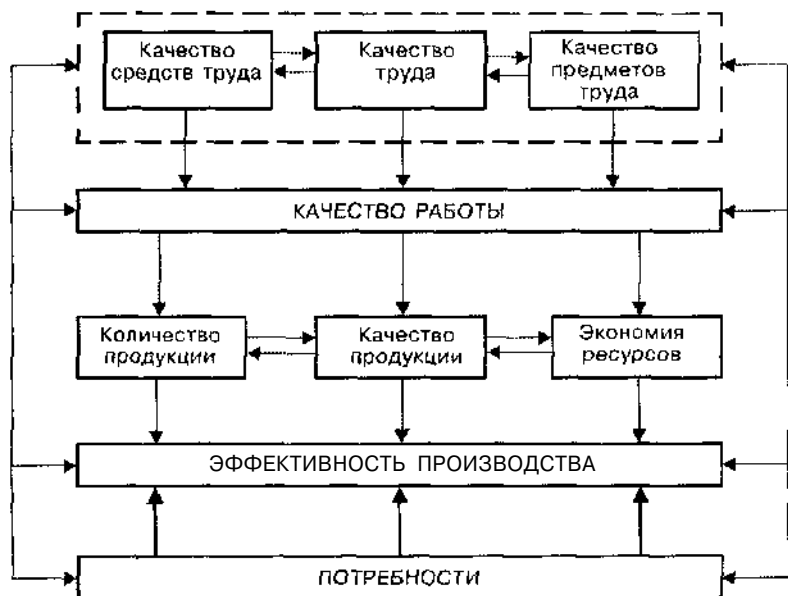 Качество
средств труда
Качество
труда
Качество
предметов
труда
КАЧЕСТВО РАБОТЫ
Количество
продукции
Качество
продукции
Экономия
ресурсов
ЭФФЕКТИВНОСТЬ ПРОИЗВОДСТВА
ПОТРЕБНОСТИ